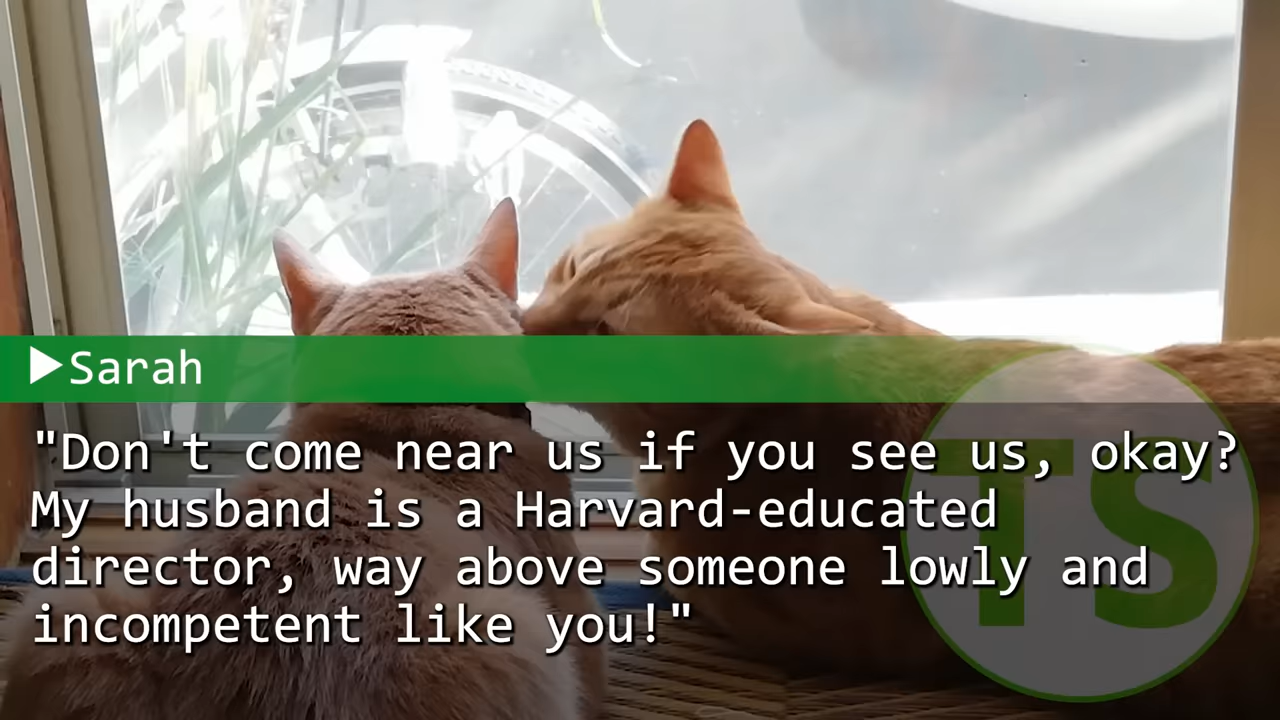 ▶Sarah
"Don't come near us if you see us, okay?
My husband is a Harvard-educated
director, way above someone lowly and
incompetent like you!"
TS